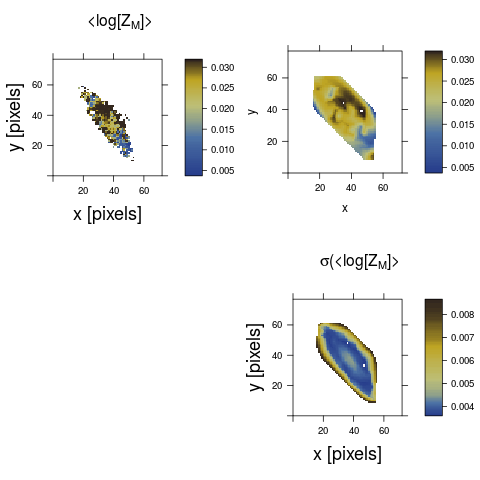 <log[Z_M]>
60
40
20
20 40 60
y [pixels]
x [pixels]
0.030
0.025
0.020
0.015
0.010
0.005
60
40
20
20 40 60
y
x
0.030
0.025
0.020
0.015
0.010
0.005
σ(<log[Z_M]>
60
40
20
20 40 60
y [pixels]
x [pixels]
0.008
0.007
0.006
0.005
0.004